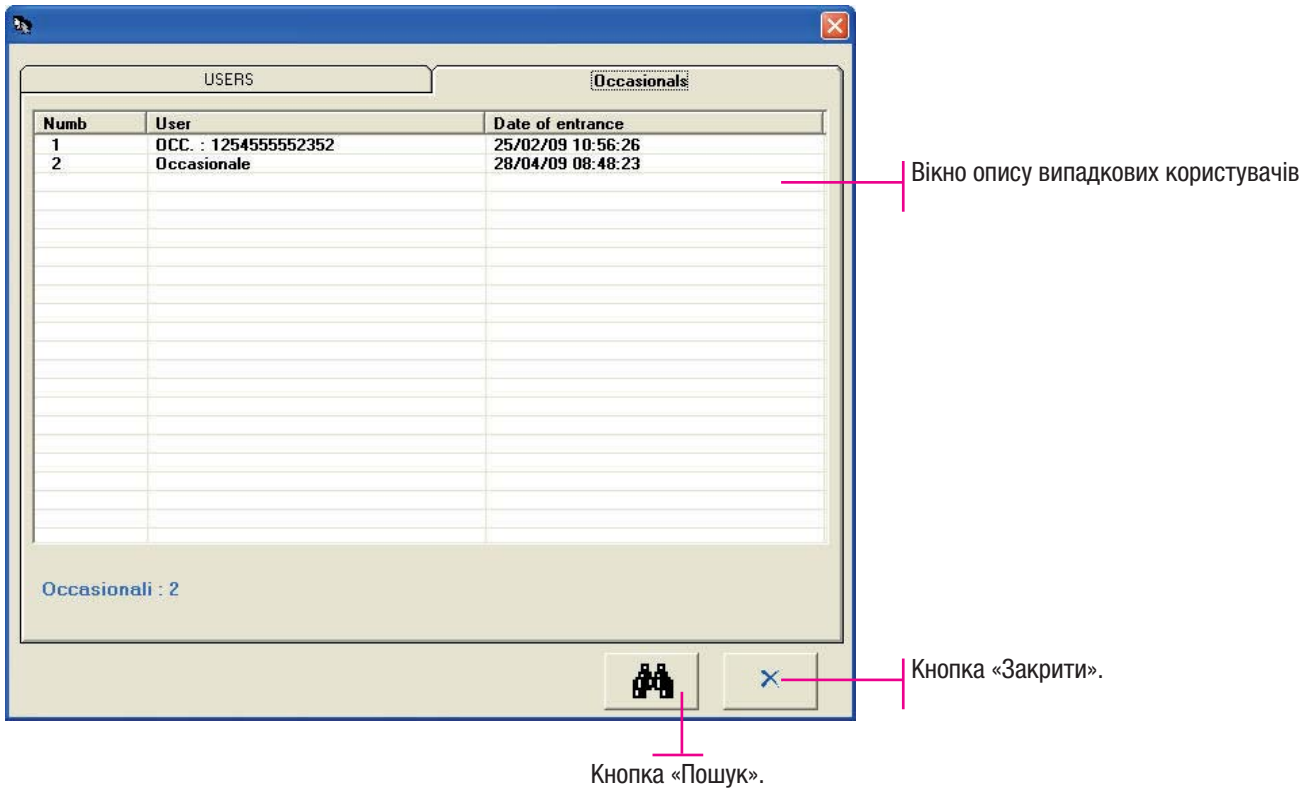 USERS Occasionals
Numb User Date of entrance
1 OCC. : 1254555552352 25/02/09 10:56:26
2 Occasionale 28/04/09 08:48:23
Вікно опису випадкових користувачів
Occasionali : 2
Кнопка «Закрити».
Кнопка «Пошук».